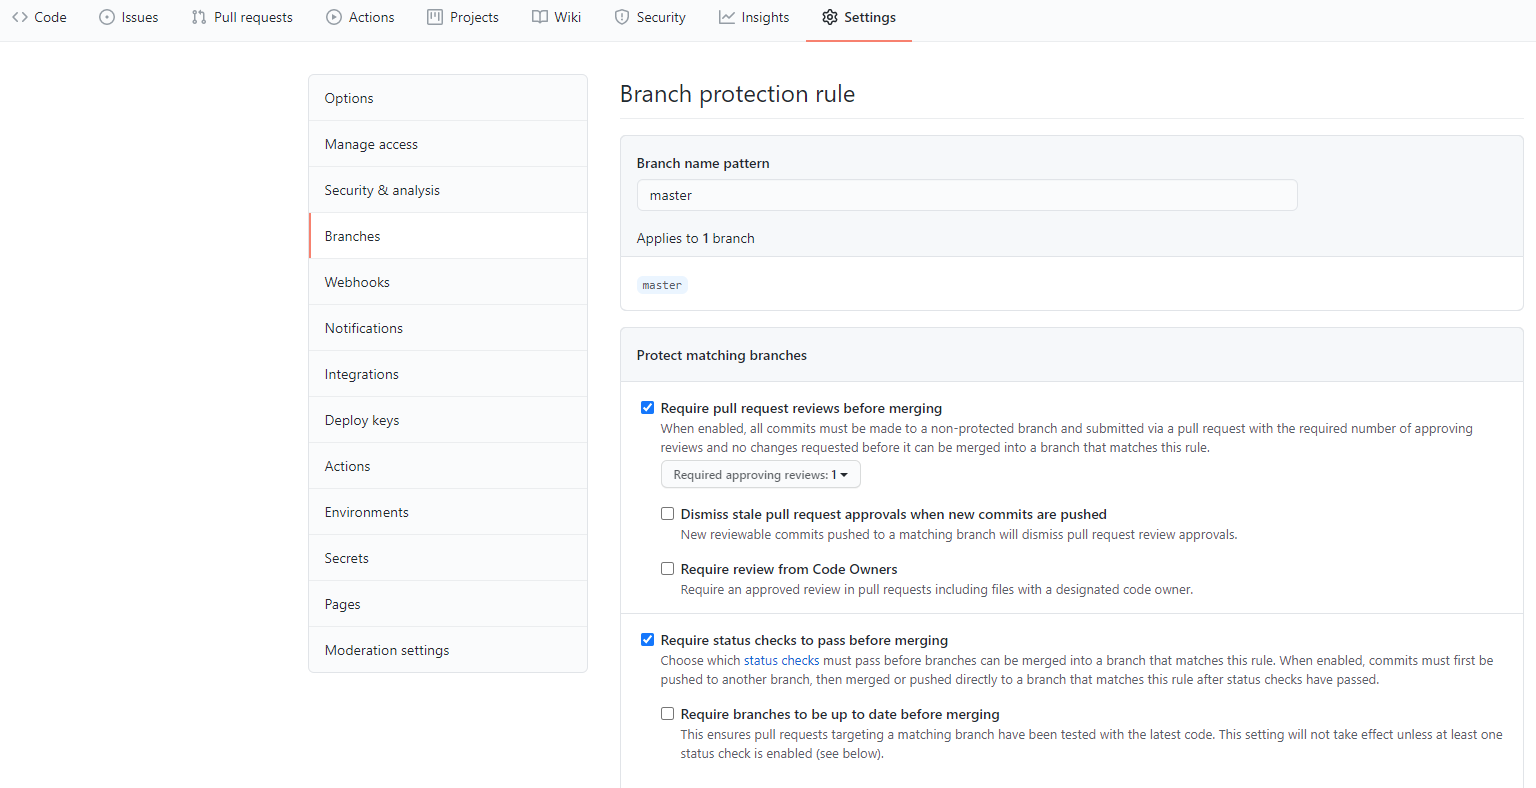 Code Issues Pull requests Actions Projects Wiki Security Insights Settings
Options
Manage access
Security & analysis
Branches
Webhooks
Notifications
Integrations
Deploy keys
Actions
Environments
Secrets
Pages
Moderation settings
Branch protection rule
Branch name pattern
master
Applies to 1 branch
master
Protect matching branches
Require pull request reviews before merging
When enabled, all commits must be made to a non-protected branch and submitted via a pull request with the required number of approving
reviews and no changes requested before it can be merged into a branch that matches this rule.
Required approving reviews: 1
Dismiss stale pull request approvals when new commits are pushed
New reviewable commits pushed to a matching branch will dismiss pull request review approvals.
Require review from Code Owners
Require an approved review in pull requests including files with a designated code owner.
Require status checks to pass before merging
Choose which status checks must pass before branches can be merged into a branch that matches this rule. When enabled, commits must first be
pushed to another branch, then merged or pushed directly to a branch that matches this rule after status checks have passed.
Require branches to be up to date before merging
This ensures pull requests targeting a matching branch have been tested with the latest code. This setting will not take effect unless at least one
status check is enabled (see below).